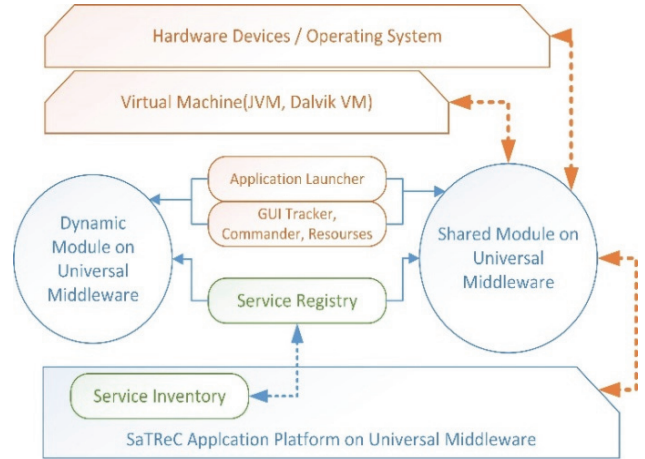 Hardware Devices / Operating System
Virtual Machine(JVM, Dalvik VM)
Application Launcher
GUI Tracker,
Commander, Resourses
Dynamic
Module on
Universal
Middleware
Shared Module on
Universal
Middleware
Service Registry
Service Inventory
SaTReC Applcation Platform on Universal Middleware